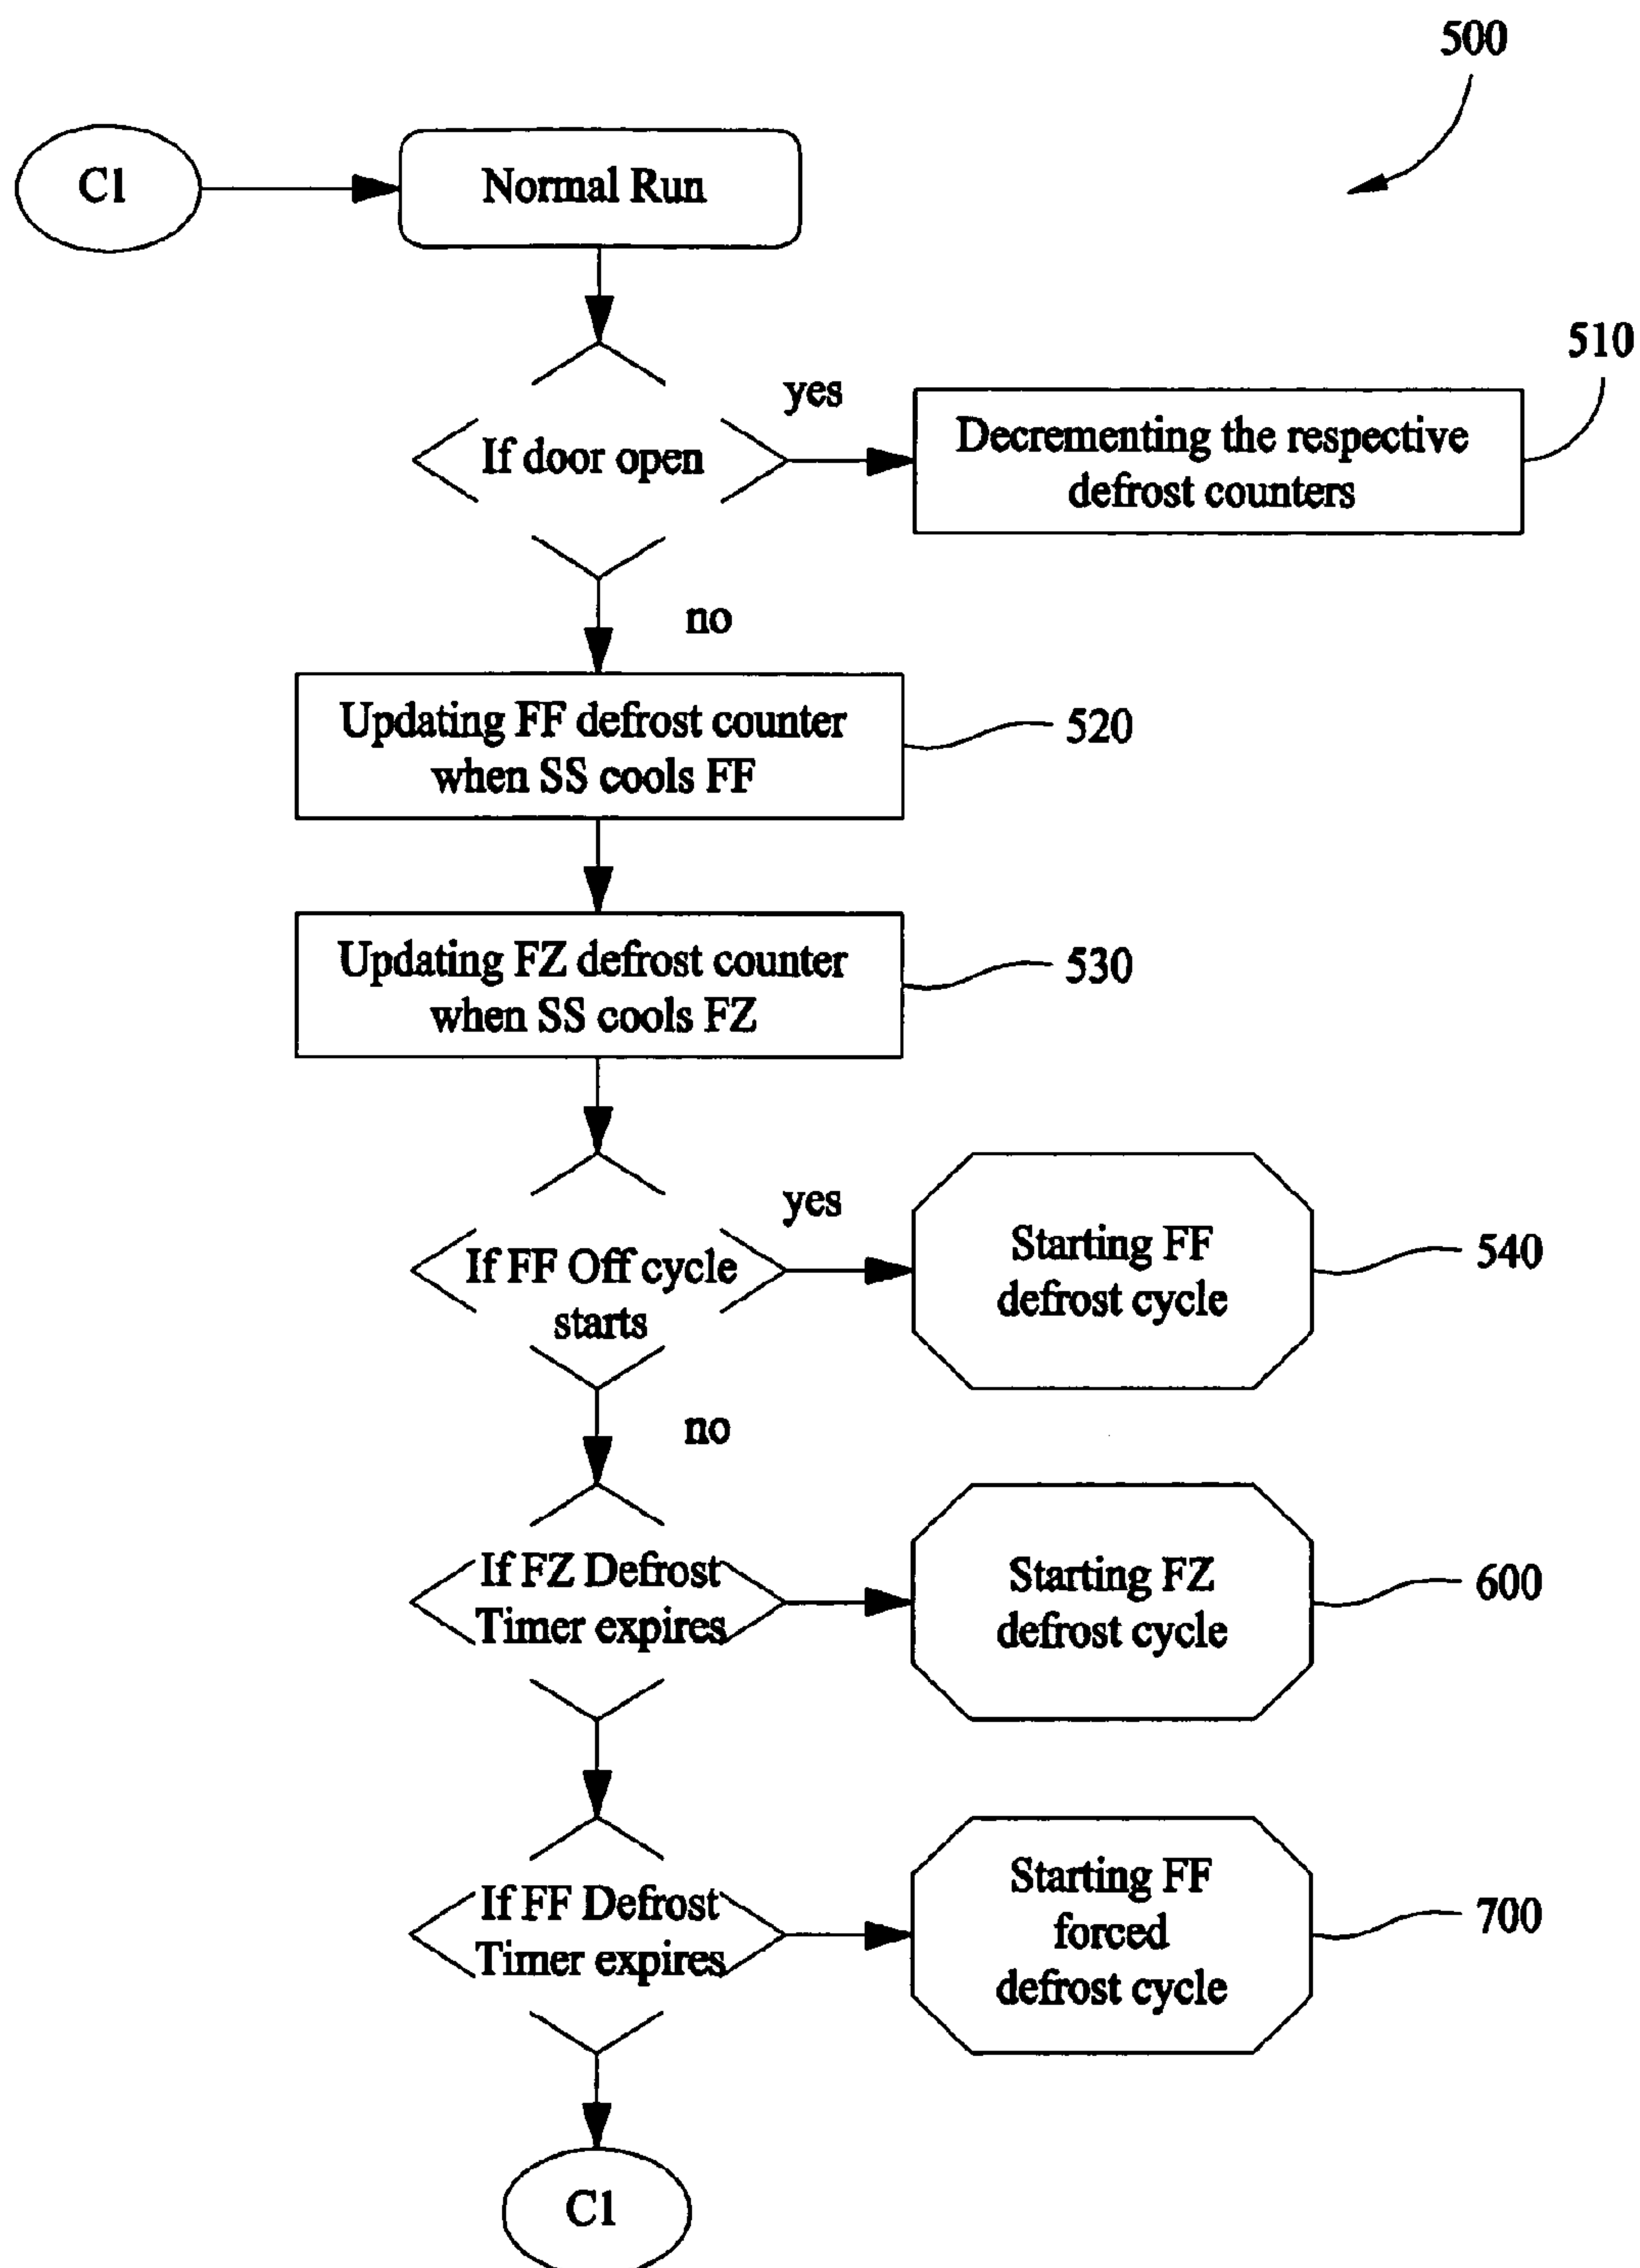 500
C1
Normal Run
510
yes
If door open
Decrementing the respective
defrost counters
no
Updating FF defrost counter
when SS cools FF
520
Updating FZ defrost counter
when SS cools FZ
530
yes
If FF Off cycle
starts
Starting FF
defrost cycle
540
no
If FZ Defrost
Timer expires
Starting FZ
defrost cycle
600
If FF Defrost
Timer expires
Starting FF
forced
defrost cycle
700
C1